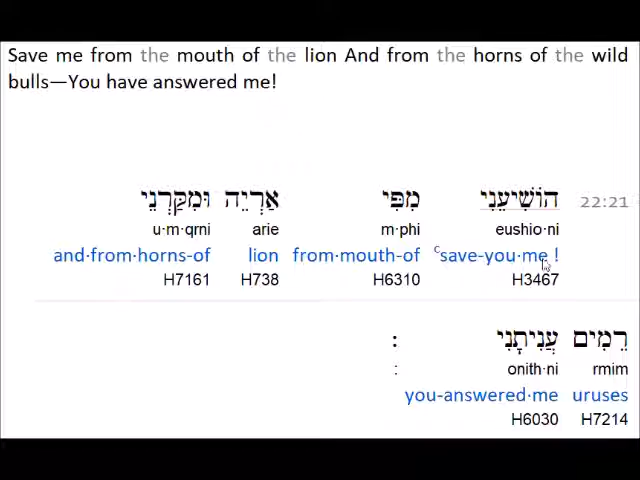 Save me from the mouth of the lion And from the horns of the wild
bulls—You have answered me!
22:21 הוֹשִׁיעֵנִי מִפִּי אַרְיֵה וּמִקַּרְנֵי
u·m·qrni arie m·phi eushio·ni
and·from·horns-of lion from·mouth-of ᶜsave-you·me !
H7161 H738 H6310 H3467
רֵמִים עֲנִיתָנִי :
: onith·ni rmim
you-answered·me uruses
H6030 H7214